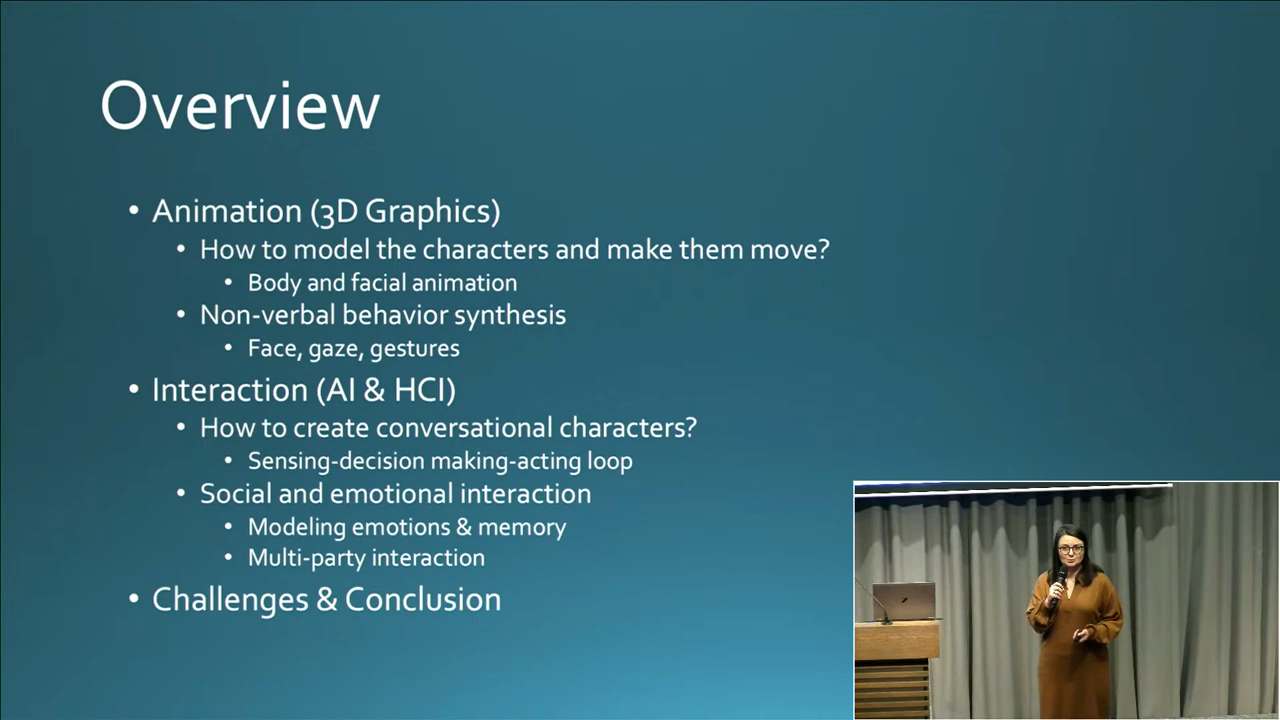 Overview
• Animation (3D Graphics)
• How to model the characters and make them move?
• Body and facial animation
• Non-verbal behavior synthesis
• Face, gaze, gestures
• Interaction (AI & HCI)
• How to create conversational characters?
• Sensing-decision making-acting loop
• Social and emotional interaction
• Modeling emotions & memory
• Multi-party interaction
• Challenges & Conclusion